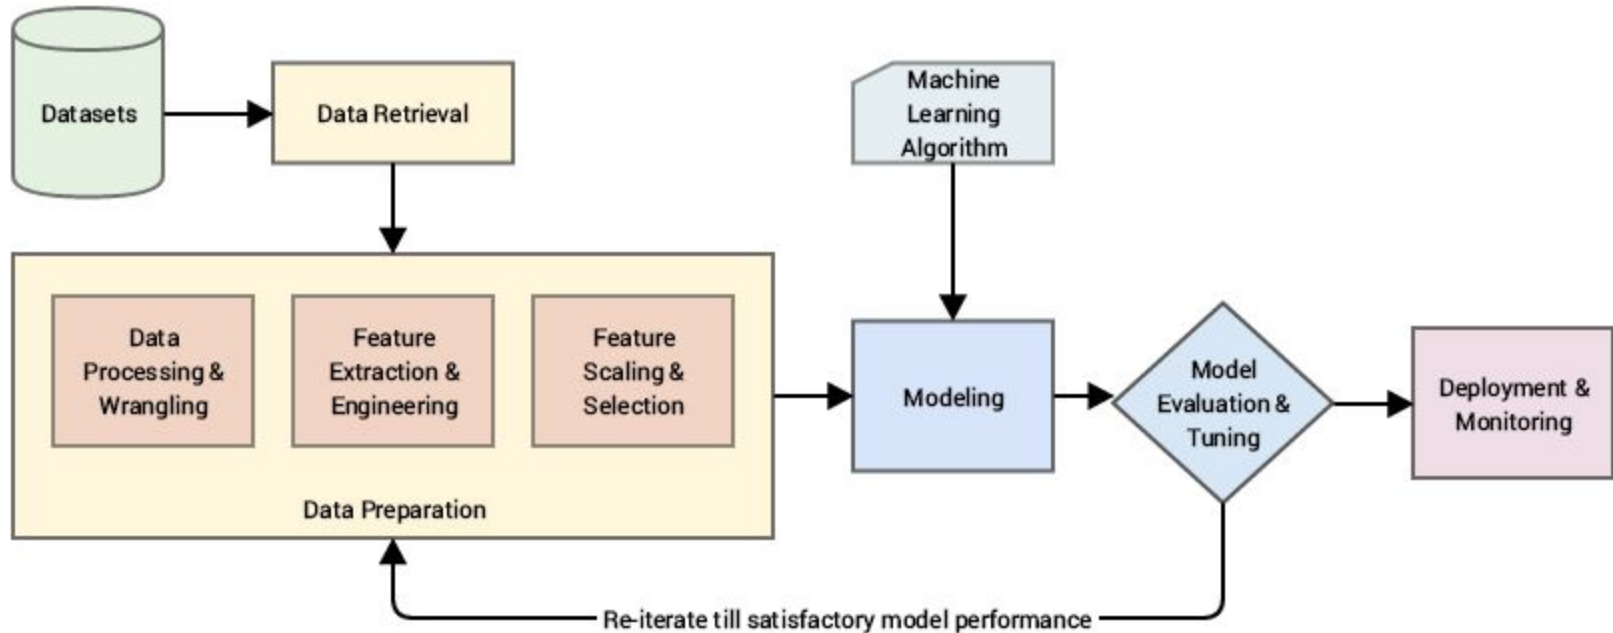 Datasets
Data Retrieval
Machine
Learning
Algorithm
Data
Processing &
Wrangling
Feature
Extraction &
Engineering
Feature
Scaling &
Selection
Data Preparation
Modeling
Model
Evaluation &
Tuning
Deployment &
Monitoring
Re-iterate till satisfactory model performance